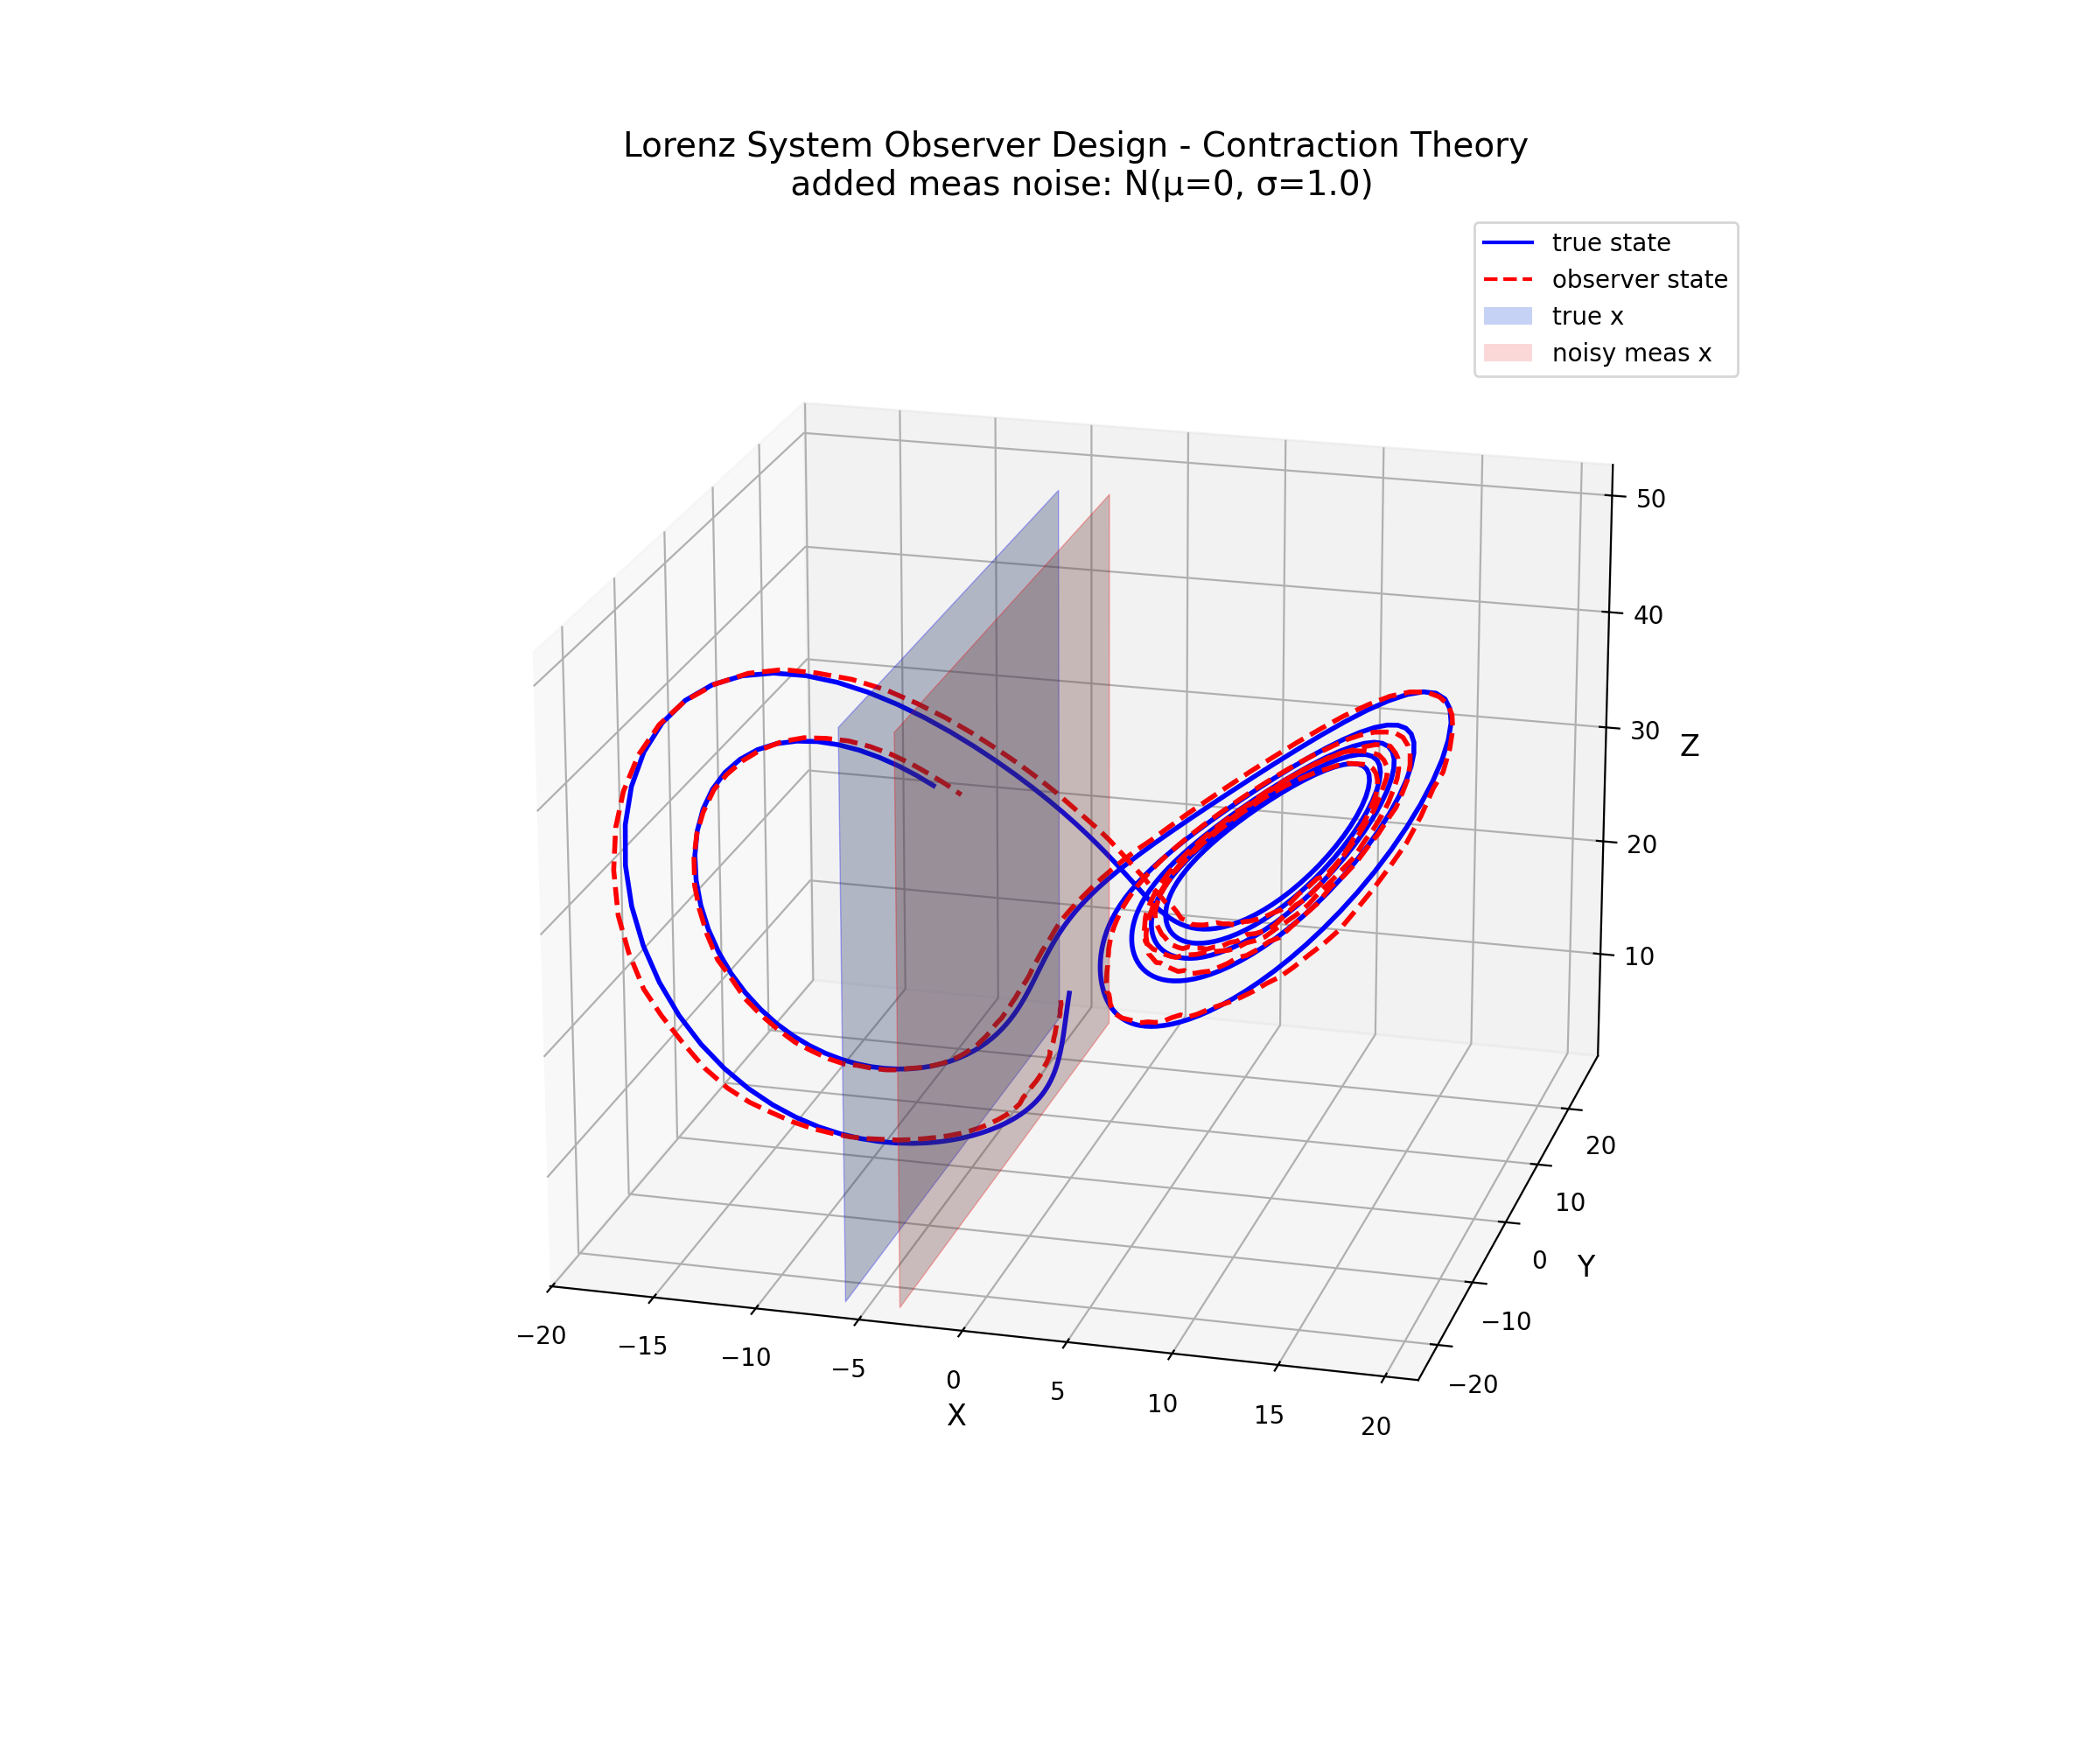 Lorenz System Observer Design - Contraction Theory
added meas noise: N(μ=0, σ=1.0)
true state
observer state
true x
noisy meas x
50
40
30
20
10
Z
20
10
0
−10
−20
Y
−20
−15
−10
−5
0
5
10
15
20
X